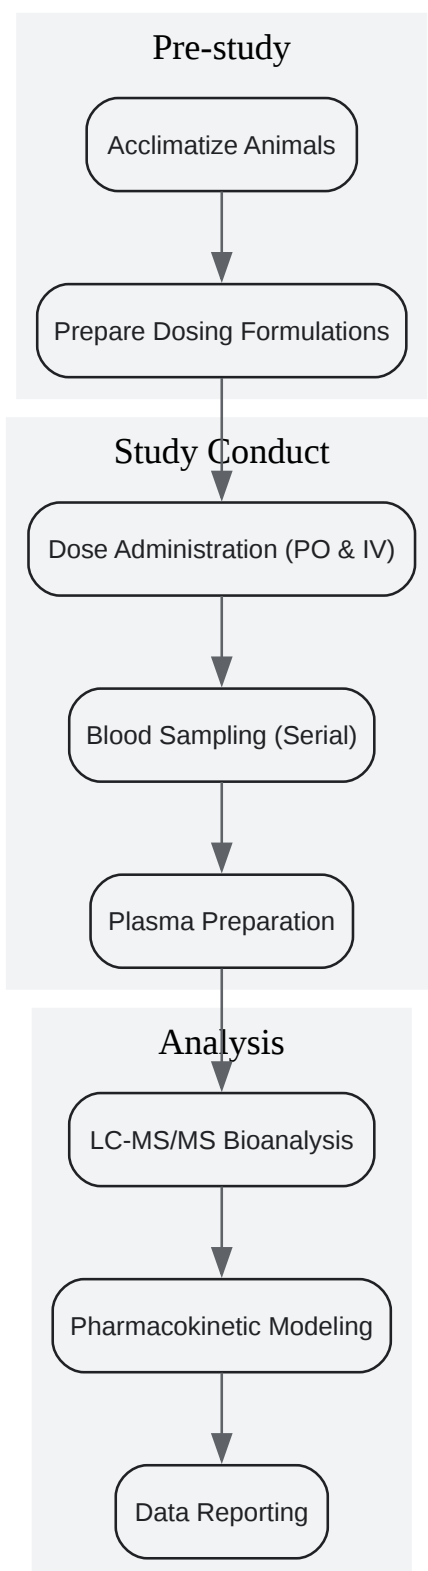 Pre-study
Acclimatize Animals
Prepare Dosing Formulations
Study Conduct
Dose Administration (PO & IV)
Blood Sampling (Serial)
Plasma Preparation
Analysis
LC-MS/MS Bioanalysis
Pharmacokinetic Modeling
Data Reporting